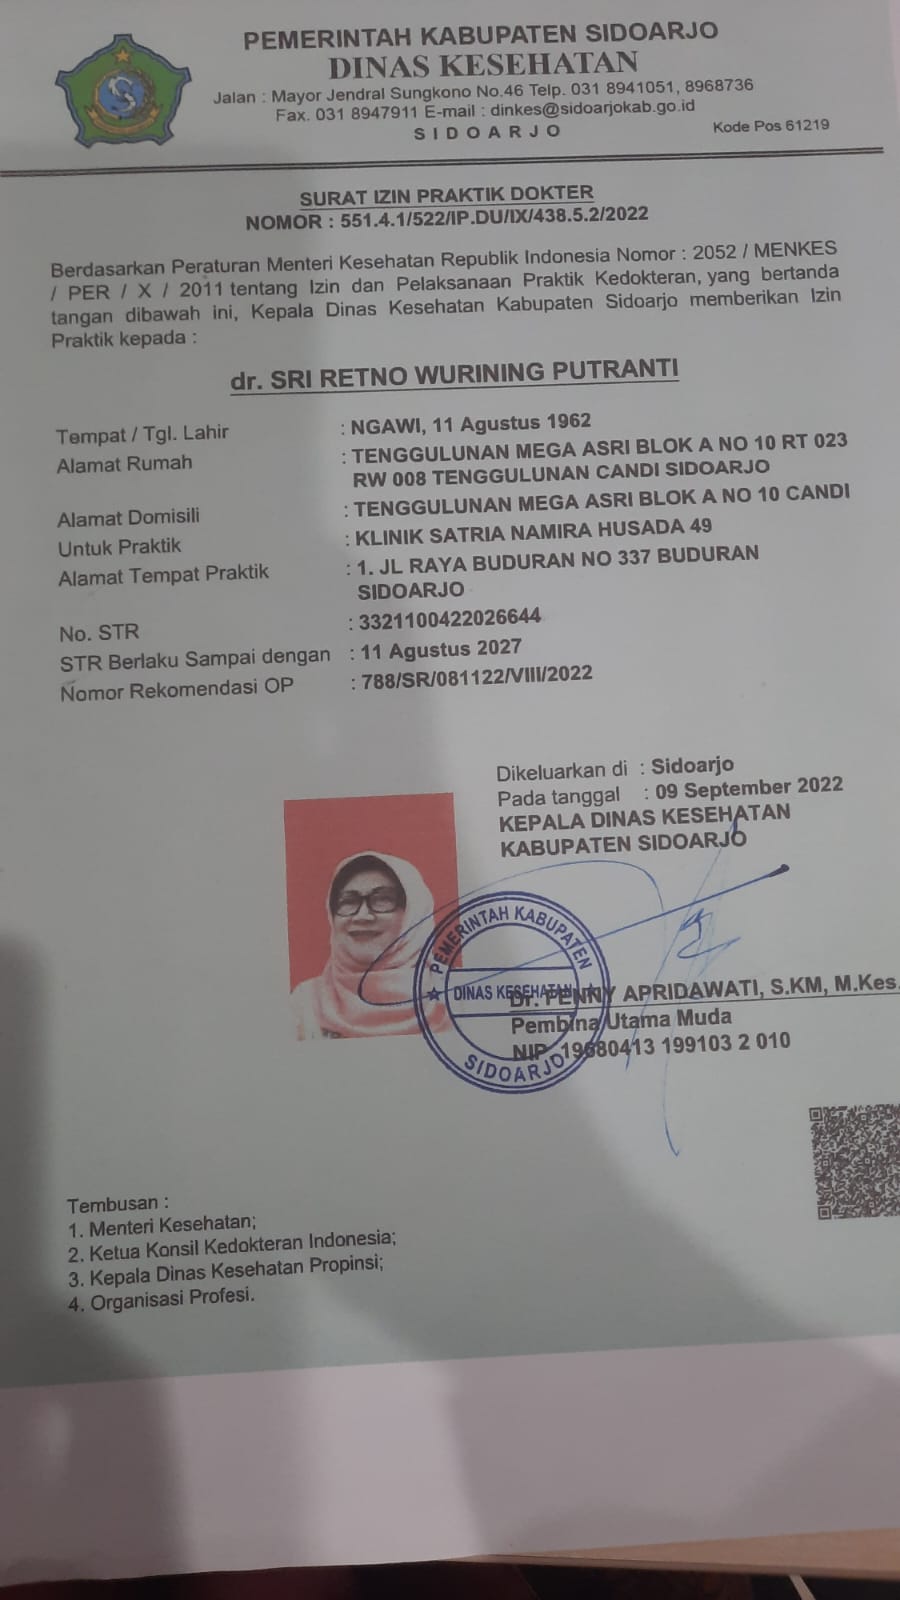 PEMERINTAH KABUPATEN SIDOARJO
DINAS KESEHATAN
Jalan : Mayor Jendral Sungkono No.46 Telp. 031 8941051, 8968736
Fax. 031 8947911 E-mail : dinkes@sidoarjokab.go.id
SIDOARJO
Kode Pos 61219
SURAT IZIN PRAKTIK DOKTER
NOMOR : 551.4.1/522/IP.DU/IX/438.5.2/2022
Berdasarkan Peraturan Menteri Kesehatan Republik Indonesia Nomor : 2052 / MENKES
/ PER / X / 2011 tentang Izin dan Pelaksanaan Praktik Kedokteran, yang bertanda
tangan dibawah ini, Kepala Dinas Kesehatan Kabupaten Sidoarjo memberikan Izin
Praktik kepada :
dr. SRI RETNO WURINING PUTRANTI
Tempat / Tgl. Lahir : NGAWI, 11 Agustus 1962
Alamat Rumah : TENGGULUNAN MEGA ASRI BLOK A NO 10 RT 023
RW 008 TENGGULUNAN CANDI SIDOARJO
Alamat Domisili : TENGGULUNAN MEGA ASRI BLOK A NO 10 CANDI
Untuk Praktik : KLINIK SATRIA NAMIRA HUSADA 49
Alamat Tempat Praktik : 1. JL RAYA BUDURAN NO 337 BUDURAN
SIDOARJO
No. STR : 3321100422026644
STR Berlaku Sampai dengan : 11 Agustus 2027
Nomor Rekomendasi OP : 788/SR/081122/VIII/2022
Dikeluarkan di : Sidoarjo
Pada tanggal : 09 September 2022
KEPALA DINAS KESEHATAN
KABUPATEN SIDOARJO
PEMERINTAH KABUPATEN
DINAS KESEHATAN
SIDOARJO
Dr. PENNY APRIDAWATI, S.KM, M.Kes.
Pembina Utama Muda
NIP. 19680413 199103 2 010
Tembusan :
1. Menteri Kesehatan;
2. Ketua Konsil Kedokteran Indonesia;
3. Kepala Dinas Kesehatan Propinsi;
4. Organisasi Profesi.